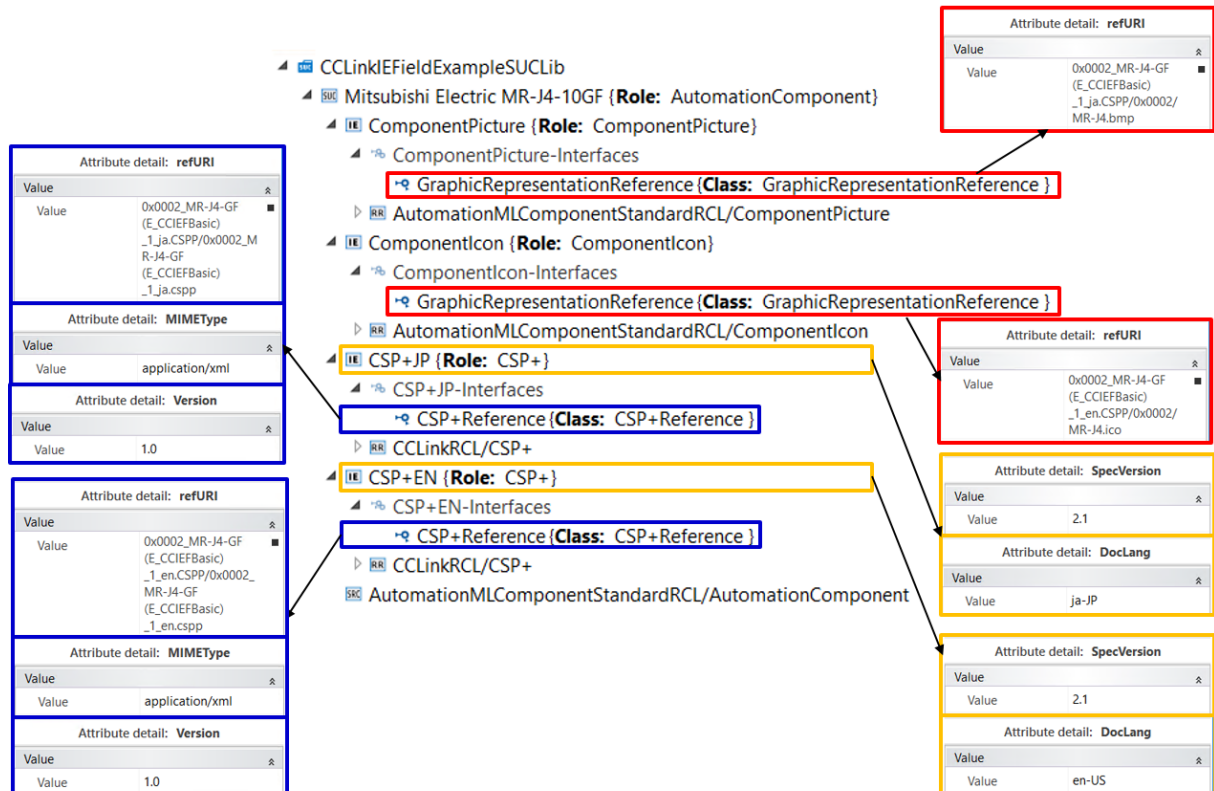 CCLinkIEFieldExampleSUCLib
Mitsubishi Electric MR-J4-10GF {Role: AutomationComponent}
ComponentPicture {Role: ComponentPicture}
ComponentPicture-Interfaces
GraphicRepresentationReference {Class: GraphicRepresentationReference }
AutomationMLComponentStandardRCL/ComponentPicture
ComponentIcon {Role: ComponentIcon}
ComponentIcon-Interfaces
GraphicRepresentationReference {Class: GraphicRepresentationReference }
AutomationMLComponentStandardRCL/ComponentIcon
CSP+JP {Role: CSP+}
CSP+JP-Interfaces
CSP+Reference {Class: CSP+Reference }
CCLinkRCL/CSP+
CSP+EN {Role: CSP+}
CSP+EN-Interfaces
CSP+Reference {Class: CSP+Reference }
CCLinkRCL/CSP+
AutomationMLComponentStandardRCL/AutomationComponent
Attribute detail: refURI
Value
Value
0x0002_MR-J4-GF
(E_CCIEFBasic)
_1_ja.CSPP/0x0002_M
R-J4-GF
(E_CCIEFBasic)
_1_ja.cspp
Attribute detail: MIMEType
Value
Value application/xml
Attribute detail: Version
Value
Value 1.0
Attribute detail: refURI
Value
Value
0x0002_MR-J4-GF
(E_CCIEFBasic)
_1_en.CSPP/0x0002_
MR-J4-GF
(E_CCIEFBasic)
_1_en.cspp
Attribute detail: MIMEType
Value
Value application/xml
Attribute detail: Version
Value
Value 1.0
Attribute detail: refURI
Value
Value
0x0002_MR-J4-GF
(E_CCIEFBasic)
_1_ja.CSPP/0x0002/
MR-J4.bmp
Attribute detail: refURI
Value
Value
0x0002_MR-J4-GF
(E_CCIEFBasic)
_1_en.CSPP/0x0002/
MR-J4.ico
Attribute detail: SpecVersion
Value
Value 2.1
Attribute detail: DocLang
Value
Value ja-JP
Attribute detail: SpecVersion
Value
Value 2.1
Attribute detail: DocLang
Value
Value en-US